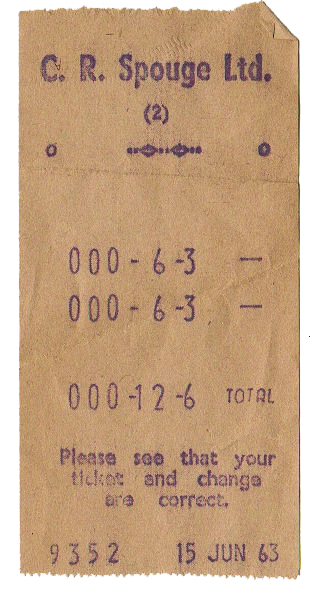 C. R. Spouge Ltd.
(2)
000-6-3 —
000-6-3 —
000-12-6 TOTAL
Please see that your
ticket and change
are correct.
9352 15 JUN 63